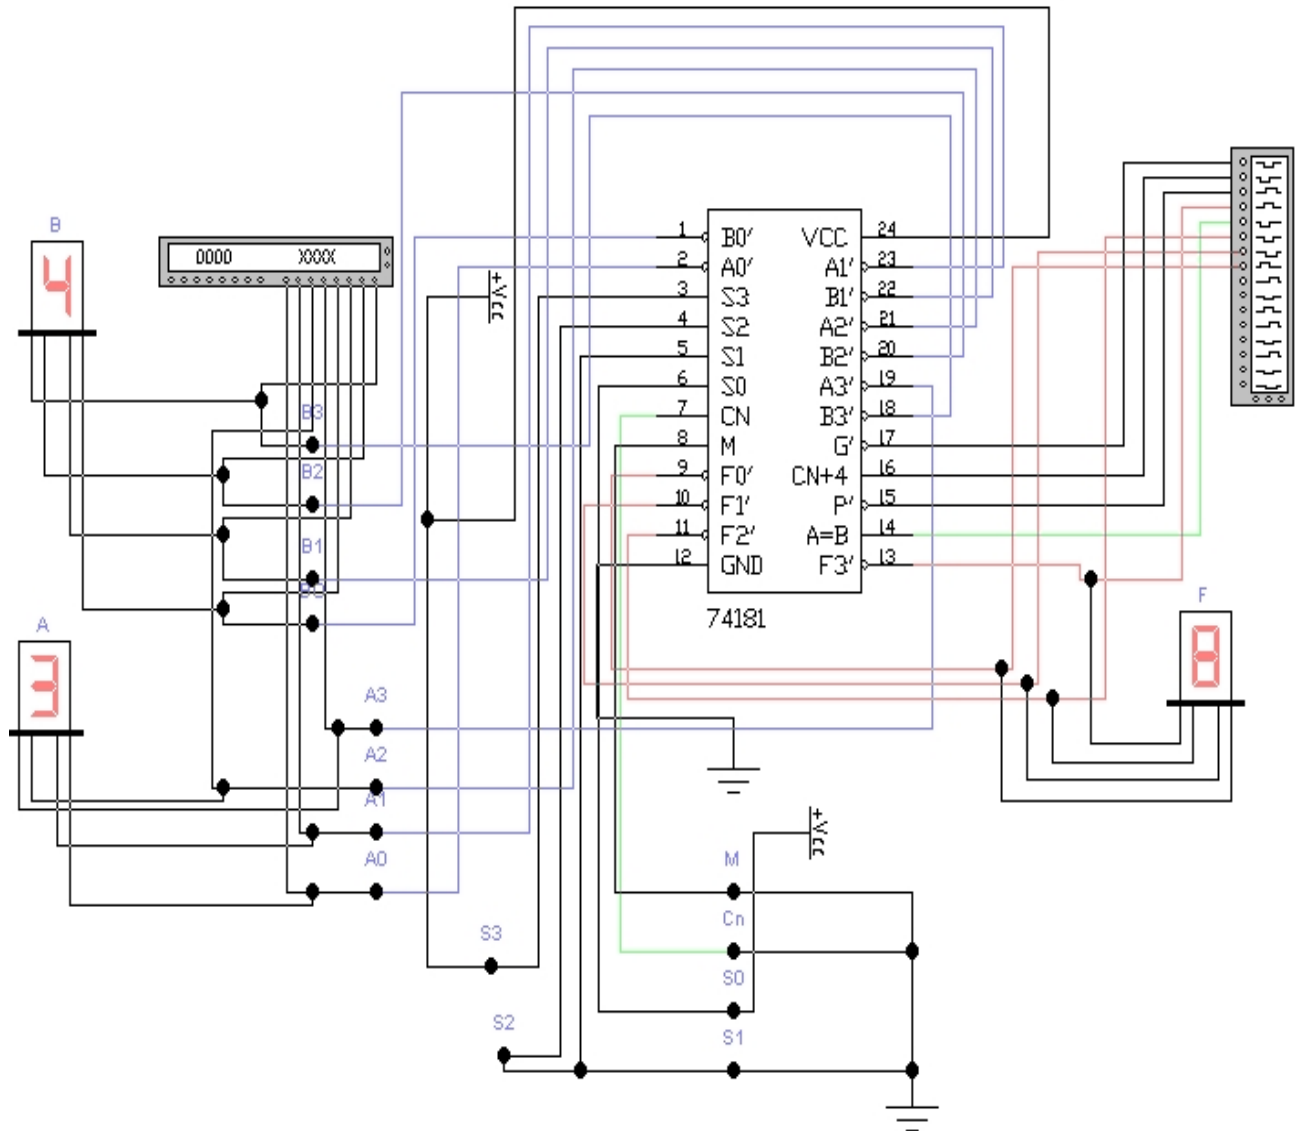 B
4
0000 XXXX
+Vcc
B3
B2
B1
A
3
A3
A2
A1
A0
1 B0' VCC 24
2 A0' A1' 23
3 S3 B1' 22
4 S2 A2' 21
5 S1 B2' 20
6 S0 A3' 19
7 CN B3' 18
8 M G' 17
9 F0' CN+4 16
10 F1' P' 15
11 F2' A=B 14
12 GND F3' 13
74181
F
8
+Vcc
M
Cn
S0
S1
S3
S2